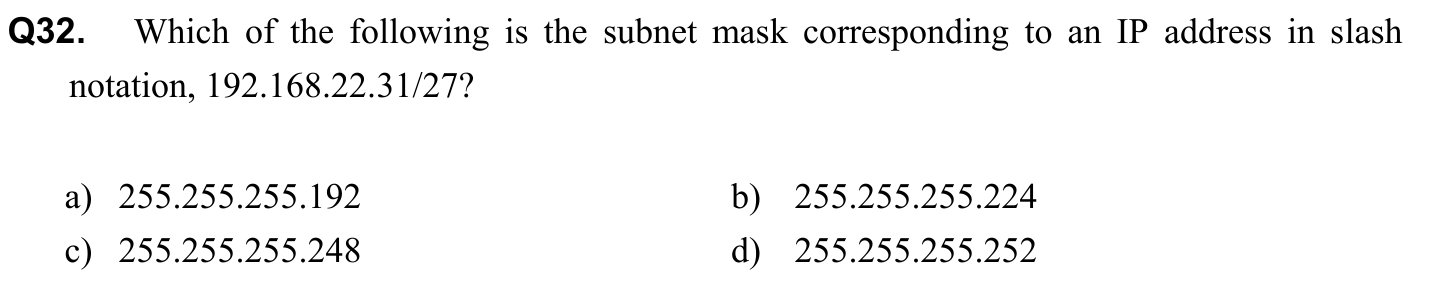 Q32. Which of the following is the subnet mask corresponding to an IP address in slash
notation, 192.168.22.31/27?
a) 255.255.255.192 b) 255.255.255.224
c) 255.255.255.248 d) 255.255.255.252